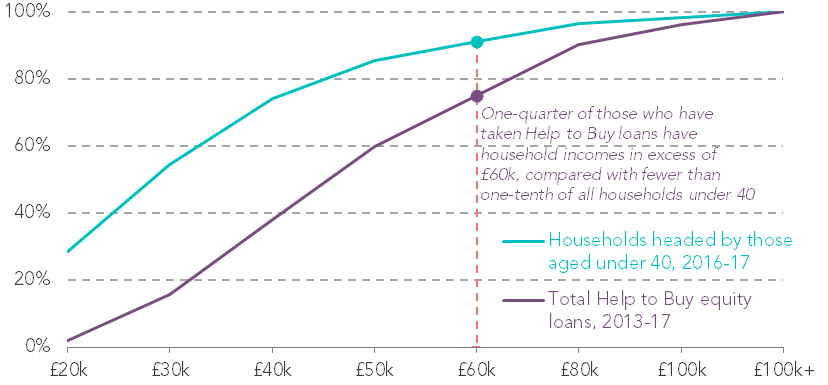 100%
80%
60%
40%
20%
0%
One-quarter of those who have
taken Help to Buy loans have
household incomes in excess of
£60k, compared with fewer than
one-tenth of all households under 40
Households headed by those
aged under 40, 2016-17
Total Help to Buy equity
loans, 2013-17
£20k £30k £40k £50k £60k £80k £100k £100k+